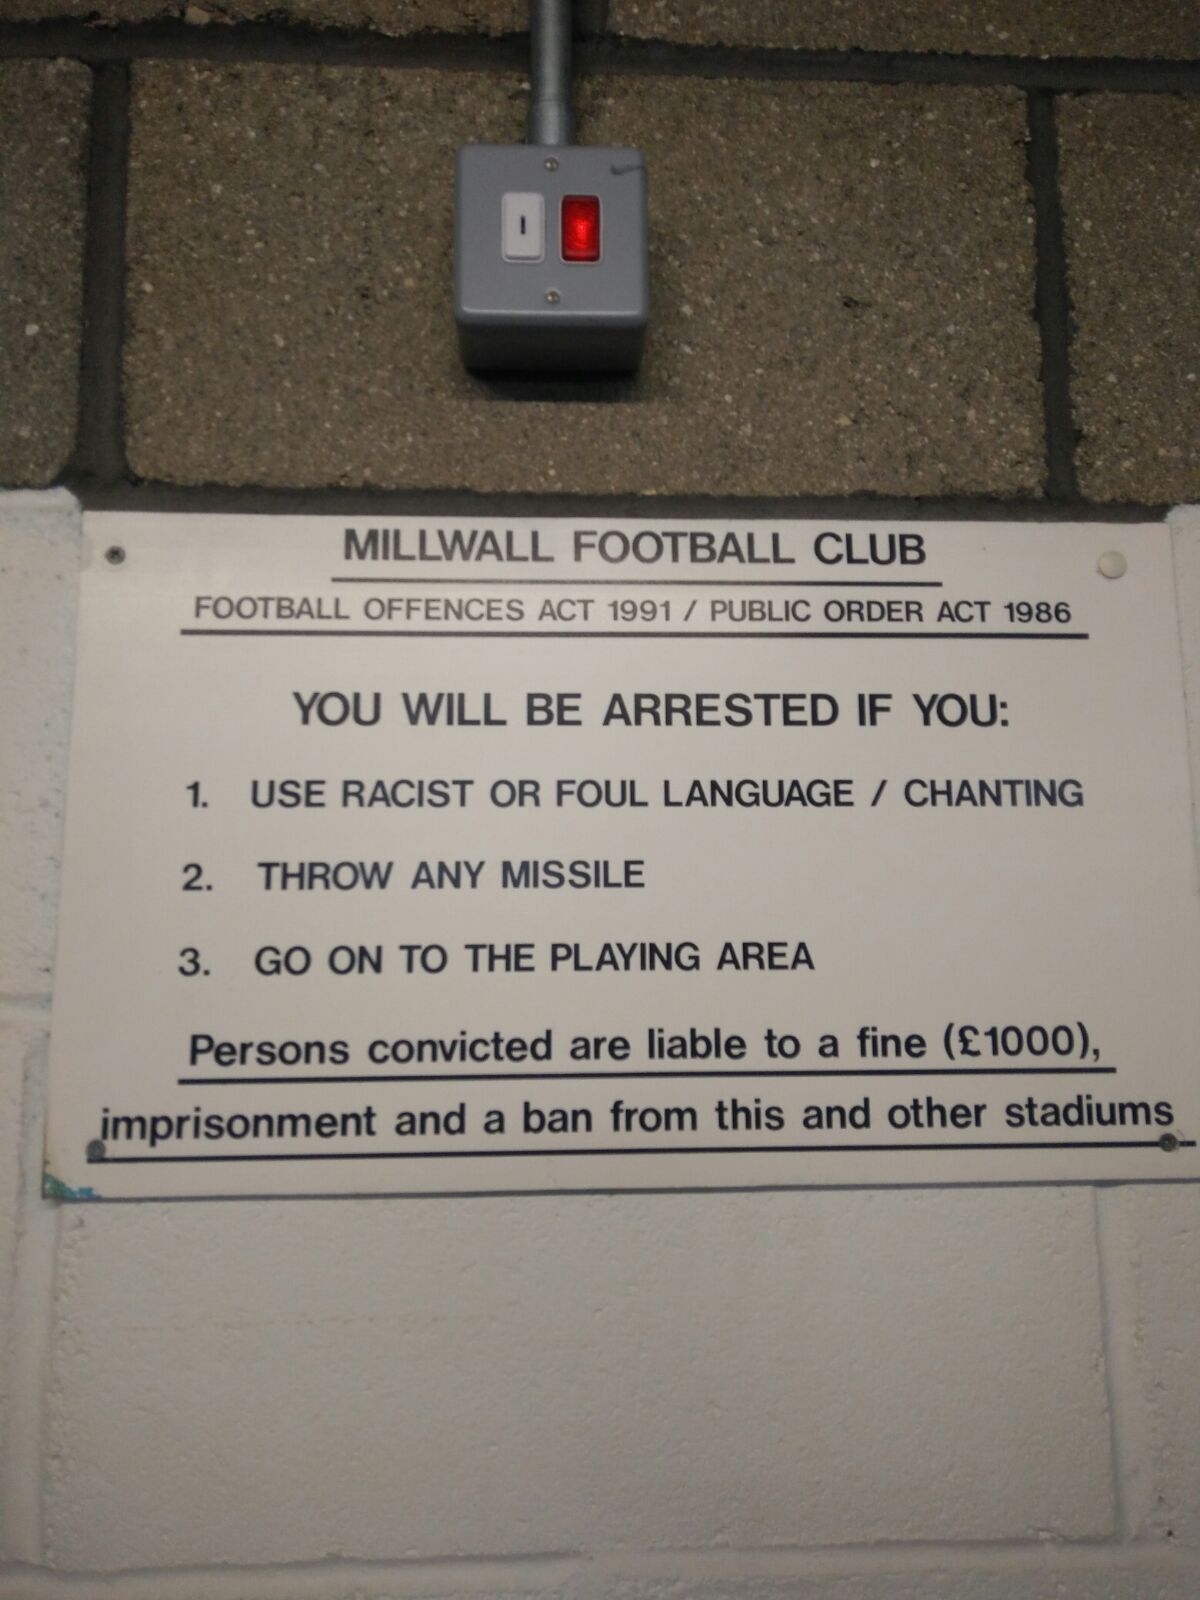 MILLWALL FOOTBALL CLUB
FOOTBALL OFFENCES ACT 1991 / PUBLIC ORDER ACT 1986
YOU WILL BE ARRESTED IF YOU:
1. USE RACIST OR FOUL LANGUAGE / CHANTING
2. THROW ANY MISSILE
3. GO ON TO THE PLAYING AREA
Persons convicted are liable to a fine (£1000),
imprisonment and a ban from this and other stadiums